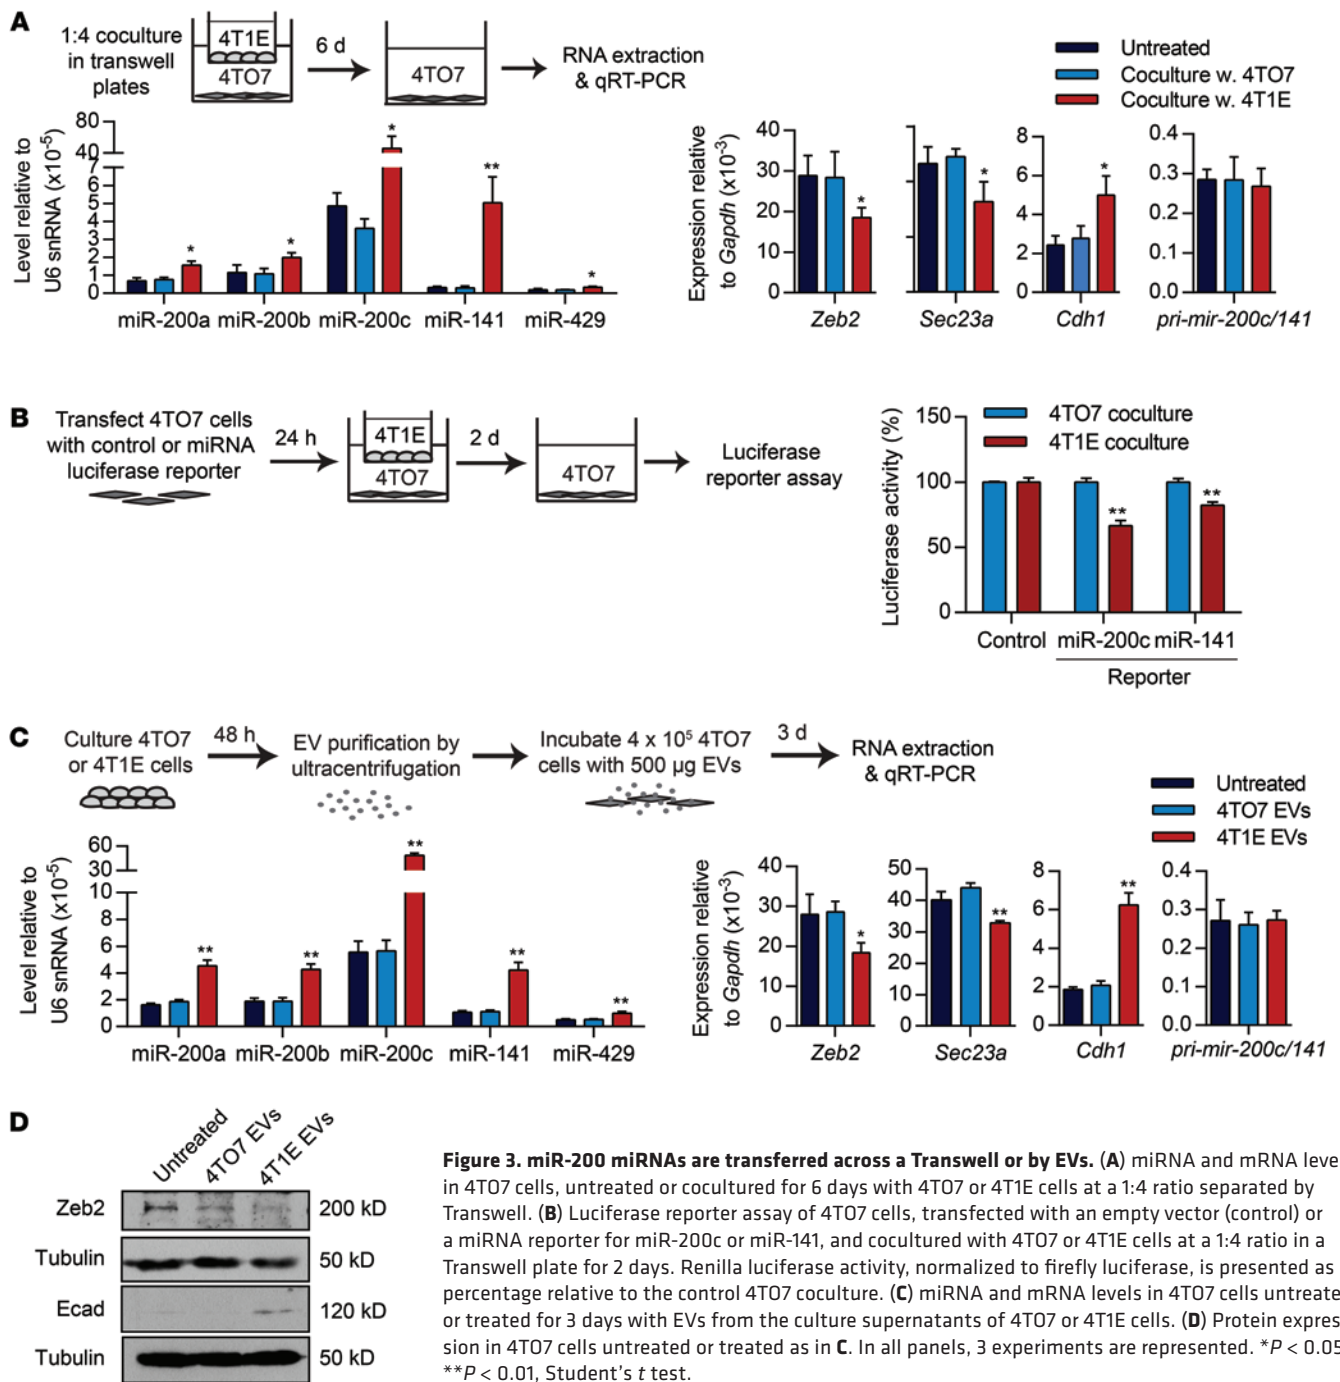 A
1:4 coculture
in transwell
plates
4T1E
4TO7
6 d
4TO7
RNA extraction
& qRT-PCR
Untreated
Coculture w. 4TO7
Coculture w. 4T1E
Level relative to
U6 snRNA (x10-5)
80
40
7
6
5
4
3
2
1
0
* * * ** *
miR-200a miR-200b miR-200c miR-141 miR-429
Expression relative
to Gapdh (x10-3)
40
30
20
10
0
*
Zeb2
*
Sec23a
8
6
4
2
0
*
Cdh1
0.4
0.3
0.2
0.1
0.0
pri-mir-200c/141
B
Transfect 4TO7 cells
with control or miRNA
luciferase reporter
24 h
4T1E
4TO7
2 d
4TO7
Luciferase
reporter assay
Luciferase activity (%)
150
100
50
0
4TO7 coculture
4T1E coculture
** **
Control miR-200c miR-141
Reporter
C
Culture 4TO7
or 4T1E cells
48 h
EV purification by
ultracentrifugation
Incubate 4 x 10⁵ 4TO7
cells with 500 µg EVs
3 d
RNA extraction
& qRT-PCR
Untreated
4TO7 EVs
4T1E EVs
Level relative to
U6 snRNA (x10-5)
60
30
10
8
6
4
2
0
** ** ** ** **
miR-200a miR-200b miR-200c miR-141 miR-429
Expression relative
to Gapdh (x10-3)
40
30
20
10
0
*
Zeb2
50
40
30
20
10
0
**
Sec23a
8
6
4
2
0
**
Cdh1
0.4
0.3
0.2
0.1
0.0
pri-mir-200c/141
D
Untreated
4TO7 EVs
4T1E EVs
Zeb2 200 kD
Tubulin 50 kD
Ecad 120 kD
Tubulin 50 kD
Figure 3. miR-200 miRNAs are transferred across a Transwell or by EVs. (A) miRNA and mRNA leve
in 4TO7 cells, untreated or cocultured for 6 days with 4TO7 or 4T1E cells at a 1:4 ratio separated by
Transwell. (B) Luciferase reporter assay of 4TO7 cells, transfected with an empty vector (control) or
a miRNA reporter for miR-200c or miR-141, and cocultured with 4TO7 or 4T1E cells at a 1:4 ratio in a
Transwell plate for 2 days. Renilla luciferase activity, normalized to firefly luciferase, is presented as
percentage relative to the control 4TO7 coculture. (C) miRNA and mRNA levels in 4TO7 cells untreate
or treated for 3 days with EVs from the culture supernatants of 4TO7 or 4T1E cells. (D) Protein expres
sion in 4TO7 cells untreated or treated as in C. In all panels, 3 experiments are represented. *P < 0.05
**P < 0.01, Student's t test.